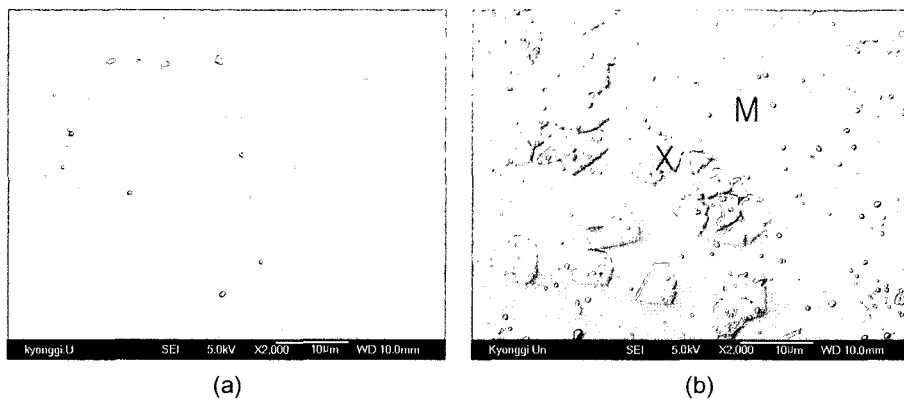 M
X
kyonggi.U SEI 5.0kV X2,000 10μm WD 10.0mm
Kyonggi Un SEI 5.0kV X2,000 10μm WD 10.0mm
(a)
(b)